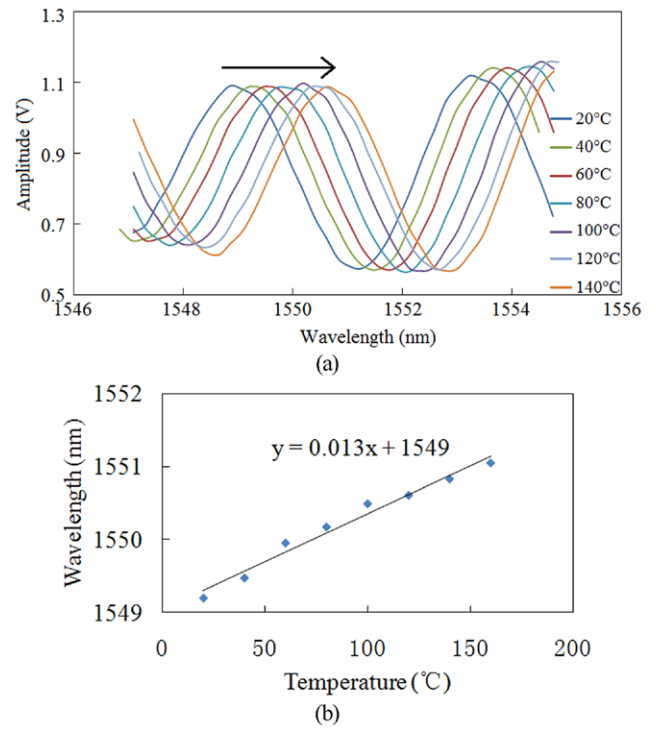 1.3
1.1
0.9
0.7
0.5
Amplitude (V)
20°C
40°C
60°C
80°C
100°C
120°C
140°C
1546 1548 1550 1552 1554 1556
Wavelength (nm)
(a)
1552
1551
1550
1549
Wavelength (nm)
y = 0.013x + 1549
0 50 100 150 200
Temperature (℃)
(b)